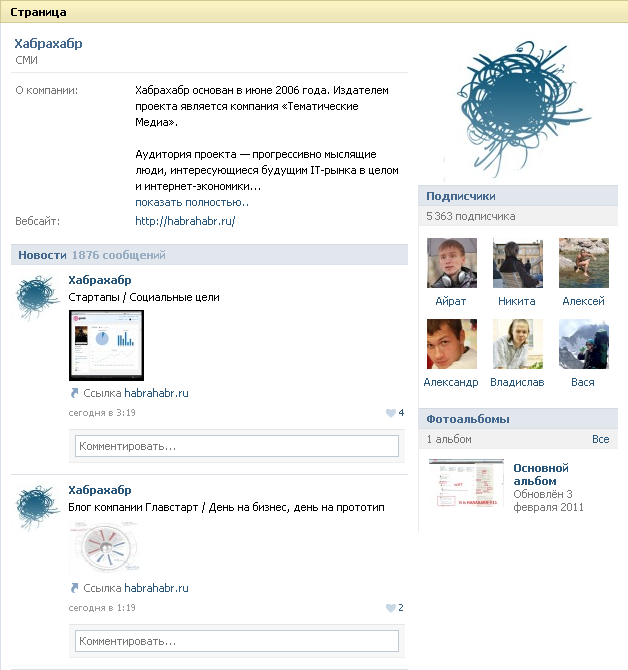 Страница
Хабрахабр
СМИ
О компании:
Хабрахабр основан в июне 2006 года. Издателем
проекта является компания «Тематические
Медиа».
Аудитория проекта — прогрессивно мыслящие
люди, интересующиеся будущим IT-рынка в целом
и интернет-экономики...
показать полностью..
Вебсайт:
http://habrahabr.ru/
Новости 1876 сообщений
Хабрахабр
Стартапы / Социальные цели
Ссылка habrahabr.ru
сегодня в 3:19
4
Комментировать...
Хабрахабр
Блог компании Главстарт / День на бизнес, день на прототип
Ссылка habrahabr.ru
сегодня в 1:19
2
Комментировать...
Подписчики
5 363 подписчика
Айрат
Никита
Алексей
Александр
Владислав
Вася
Фотоальбомы
1 альбом
Все
Основной
альбом
Обновлён 3
февраля 2011